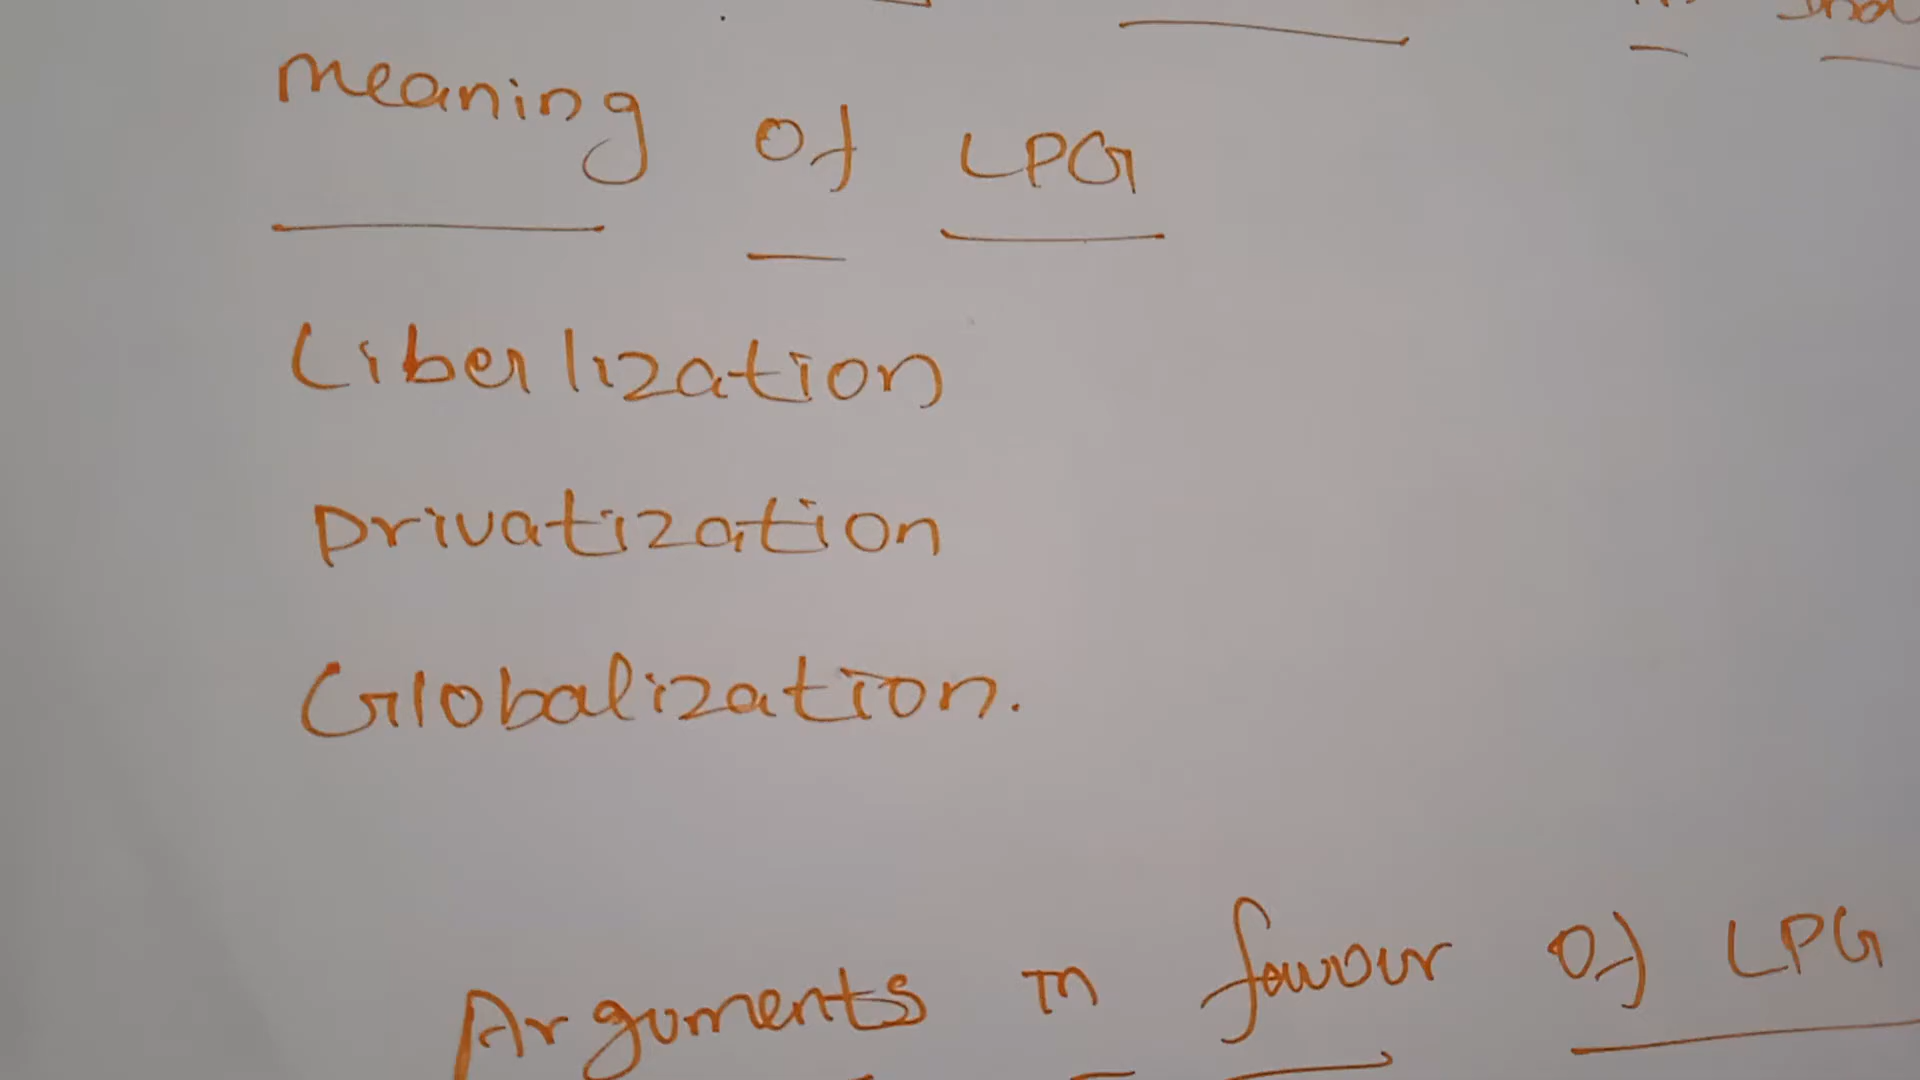 meaning of LPG
Liberlization
privatization
Globalization.
Arguments in favour of LPG